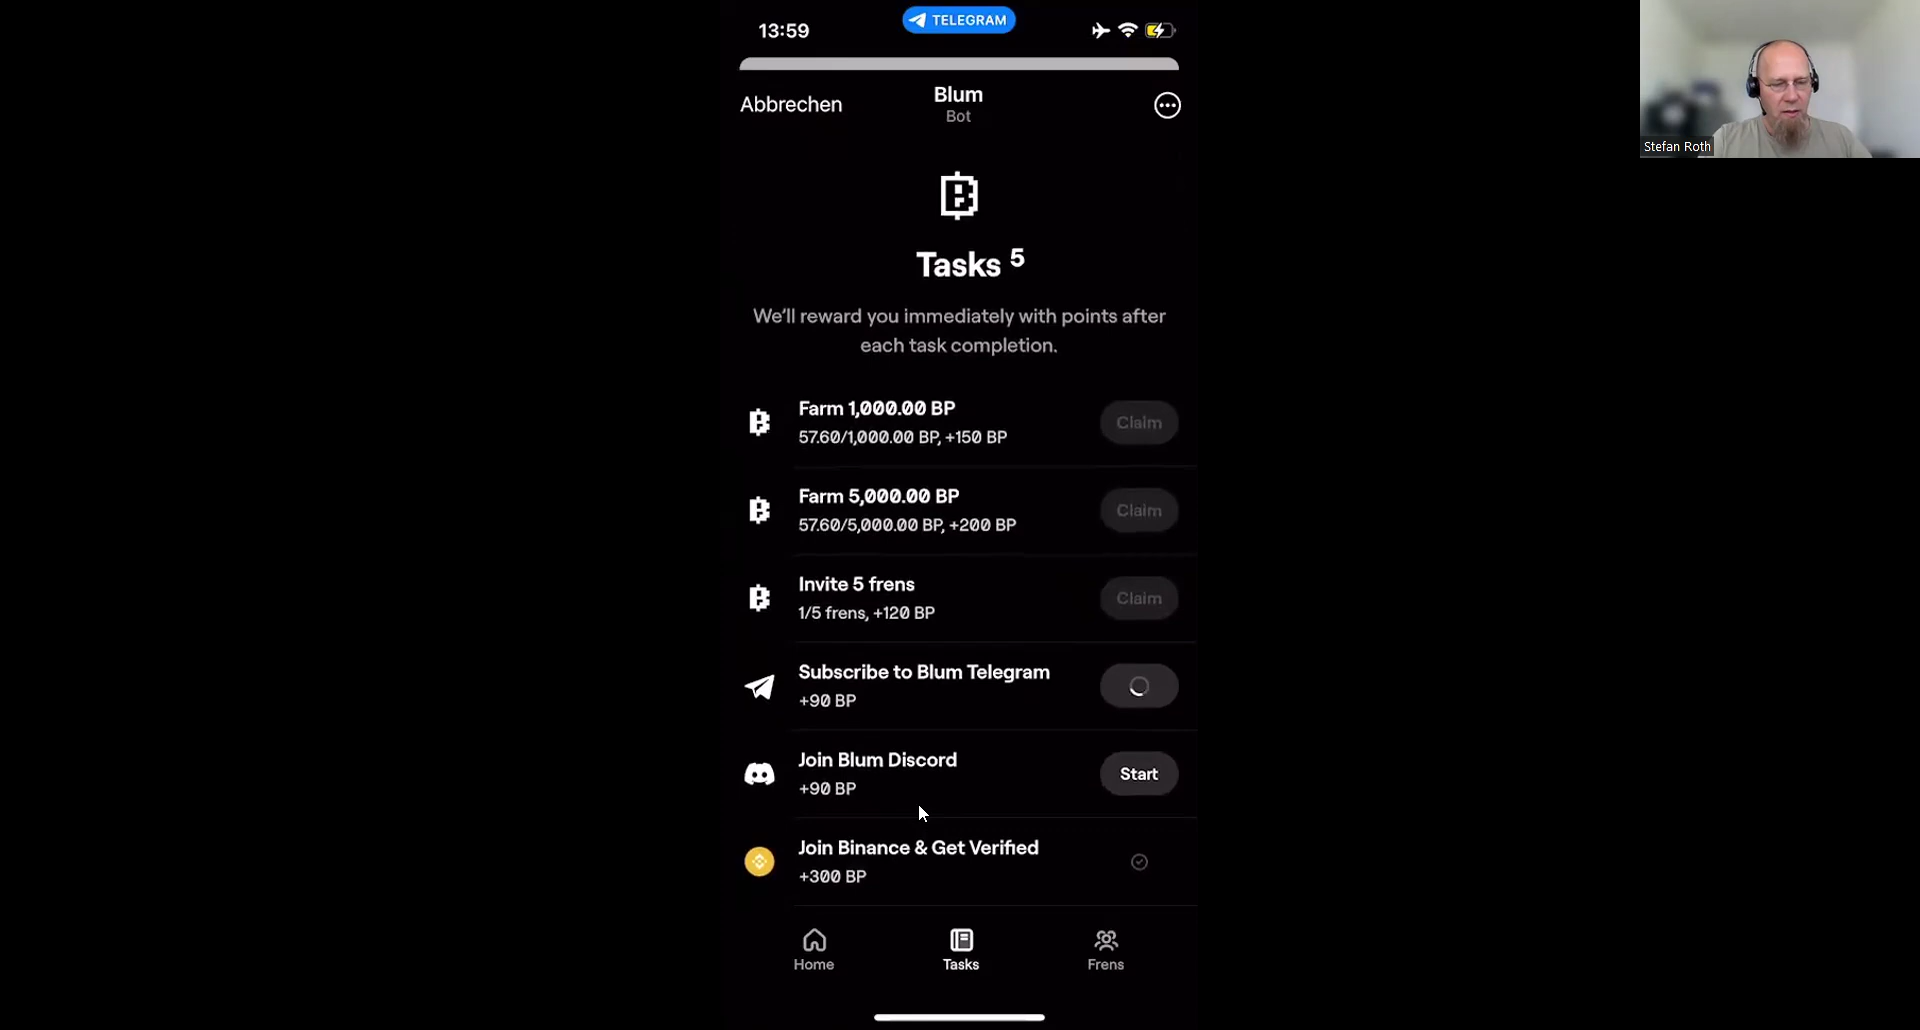 13:59
TELEGRAM
Abbrechen
Blum
Bot
Stefan Roth
Tasks 5
We'll reward you immediately with points after
each task completion.
Farm 1,000.00 BP
57.60/1,000.00 BP, +150 BP
Claim
Farm 5,000.00 BP
57.60/5,000.00 BP, +200 BP
Claim
Invite 5 frens
1/5 frens, +120 BP
Claim
Subscribe to Blum Telegram
+90 BP
Join Blum Discord
+90 BP
Start
Join Binance & Get Verified
+300 BP
Home
Tasks
Frens